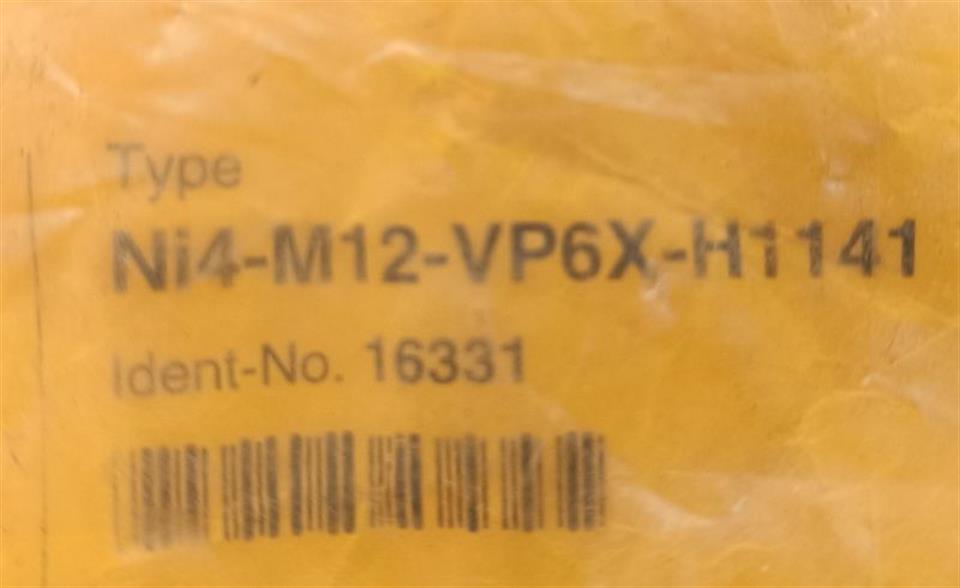 Type
Ni4-M12-VP6X-H1141
Ident-No. 16331